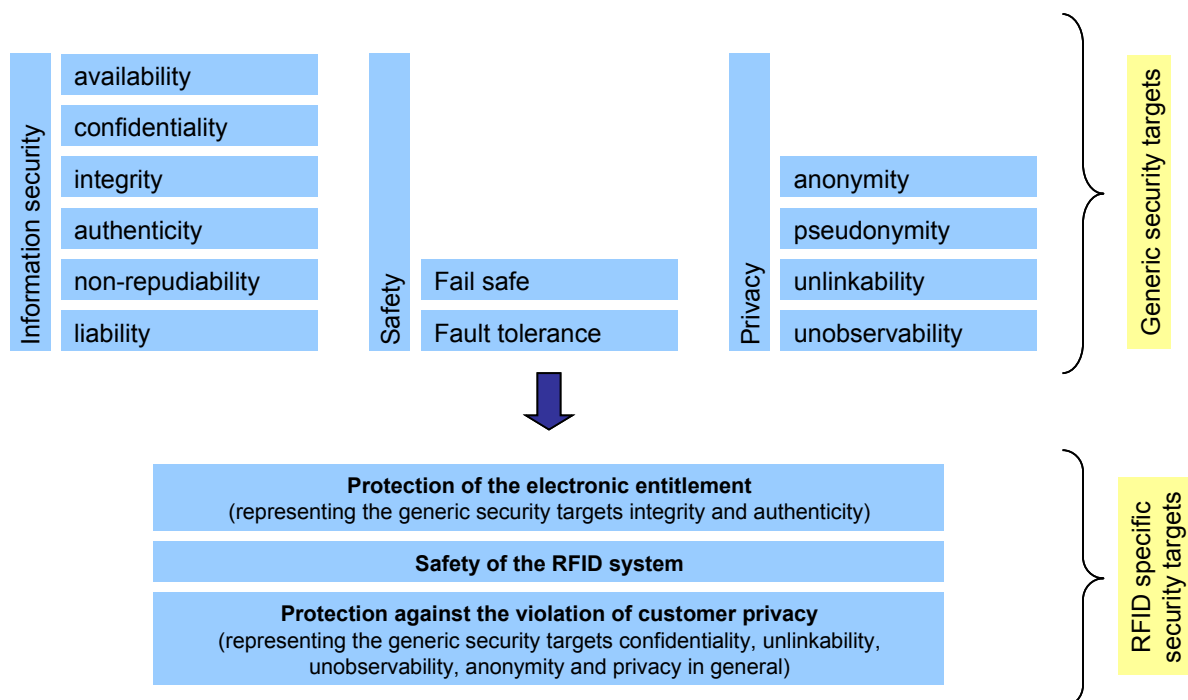 Information security
availability
confidentiality
integrity
authenticity
non-repudiability
liability
Safety
Fail safe
Fault tolerance
Privacy
anonymity
pseudonymity
unlinkability
unobservability
Generic security targets
Protection of the electronic entitlement
(representing the generic security targets integrity and authenticity)
Safety of the RFID system
Protection against the violation of customer privacy
(representing the generic security targets confidentiality, unlinkability,
unobservability, anonymity and privacy in general)
RFID specific
security targets